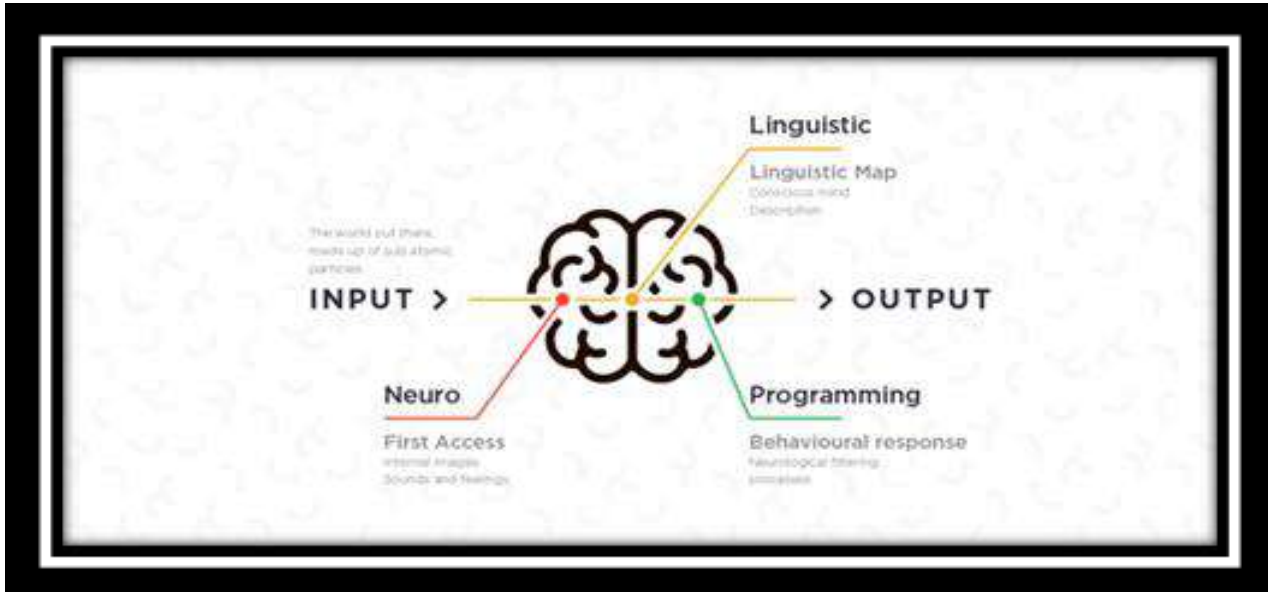 Linguistic
Linguistic Map
Conscious mind
Description
The world out there,
made up of sub atomic
particles
INPUT >
> OUTPUT
Neuro
First Access
Internal images
Sounds and feelings
Programming
Behavioural response
Neurological filtering
processes